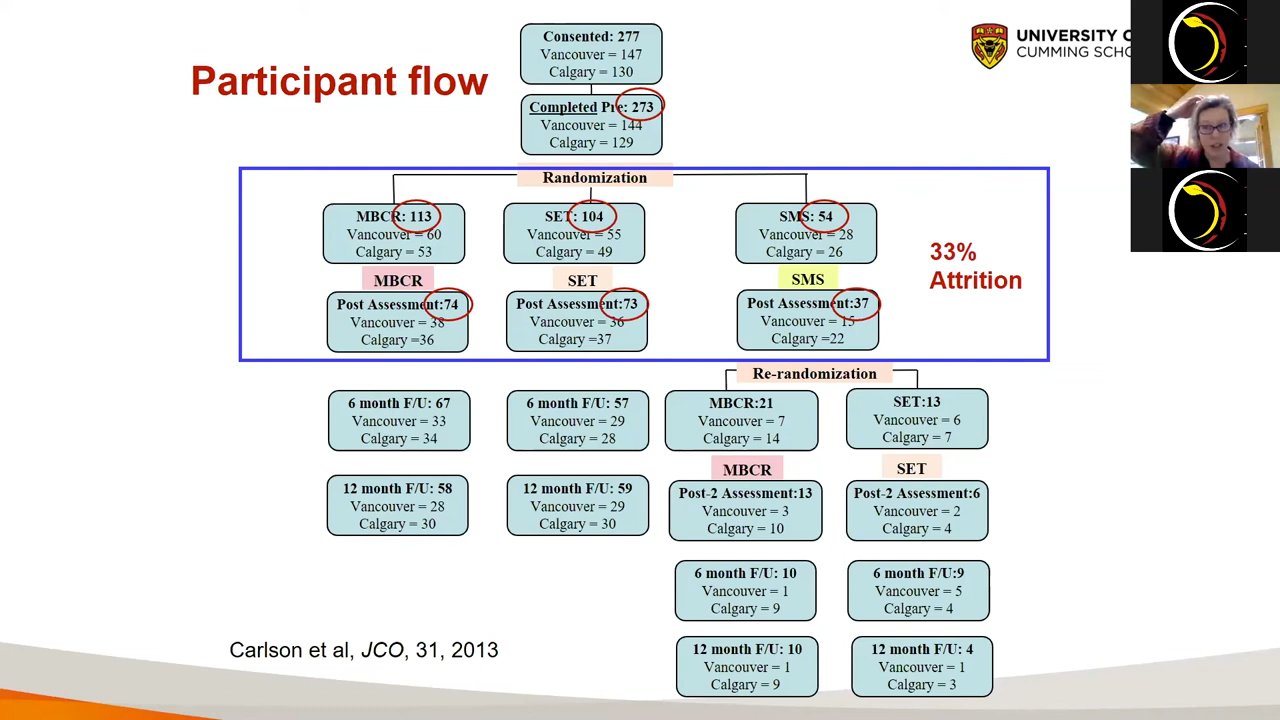 Participant flow
UNIVERSITY
CUMMING
Consented: 277
Vancouver = 147
Calgary = 130
Completed Pre: 273
Vancouver = 144
Calgary = 129
Randomization
MBCR: 113
Vancouver = 60
Calgary = 53
SET: 104
Vancouver = 55
Calgary = 49
SMS: 54
Vancouver = 28
Calgary = 26
33%
Attrition
MBCR
SET
SMS
Post Assessment:74
Vancouver = 38
Calgary =36
Post Assessment:73
Vancouver = 36
Calgary =37
Post Assessment:37
Vancouver = 15
Calgary =22
Re-randomization
6 month F/U: 67
Vancouver = 33
Calgary = 34
6 month F/U: 57
Vancouver = 29
Calgary = 28
MBCR:21
Vancouver = 7
Calgary = 14
SET:13
Vancouver = 6
Calgary = 7
MBCR
SET
12 month F/U: 58
Vancouver = 28
Calgary = 30
12 month F/U: 59
Vancouver = 29
Calgary = 30
Post-2 Assessment:13
Vancouver = 3
Calgary = 10
Post-2 Assessment:6
Vancouver = 2
Calgary = 4
6 month F/U: 10
Vancouver = 1
Calgary = 9
6 month F/U:9
Vancouver = 5
Calgary = 4
12 month F/U: 10
Vancouver = 1
Calgary = 9
12 month F/U: 4
Vancouver = 1
Calgary = 3
Carlson et al, JCO, 31, 2013